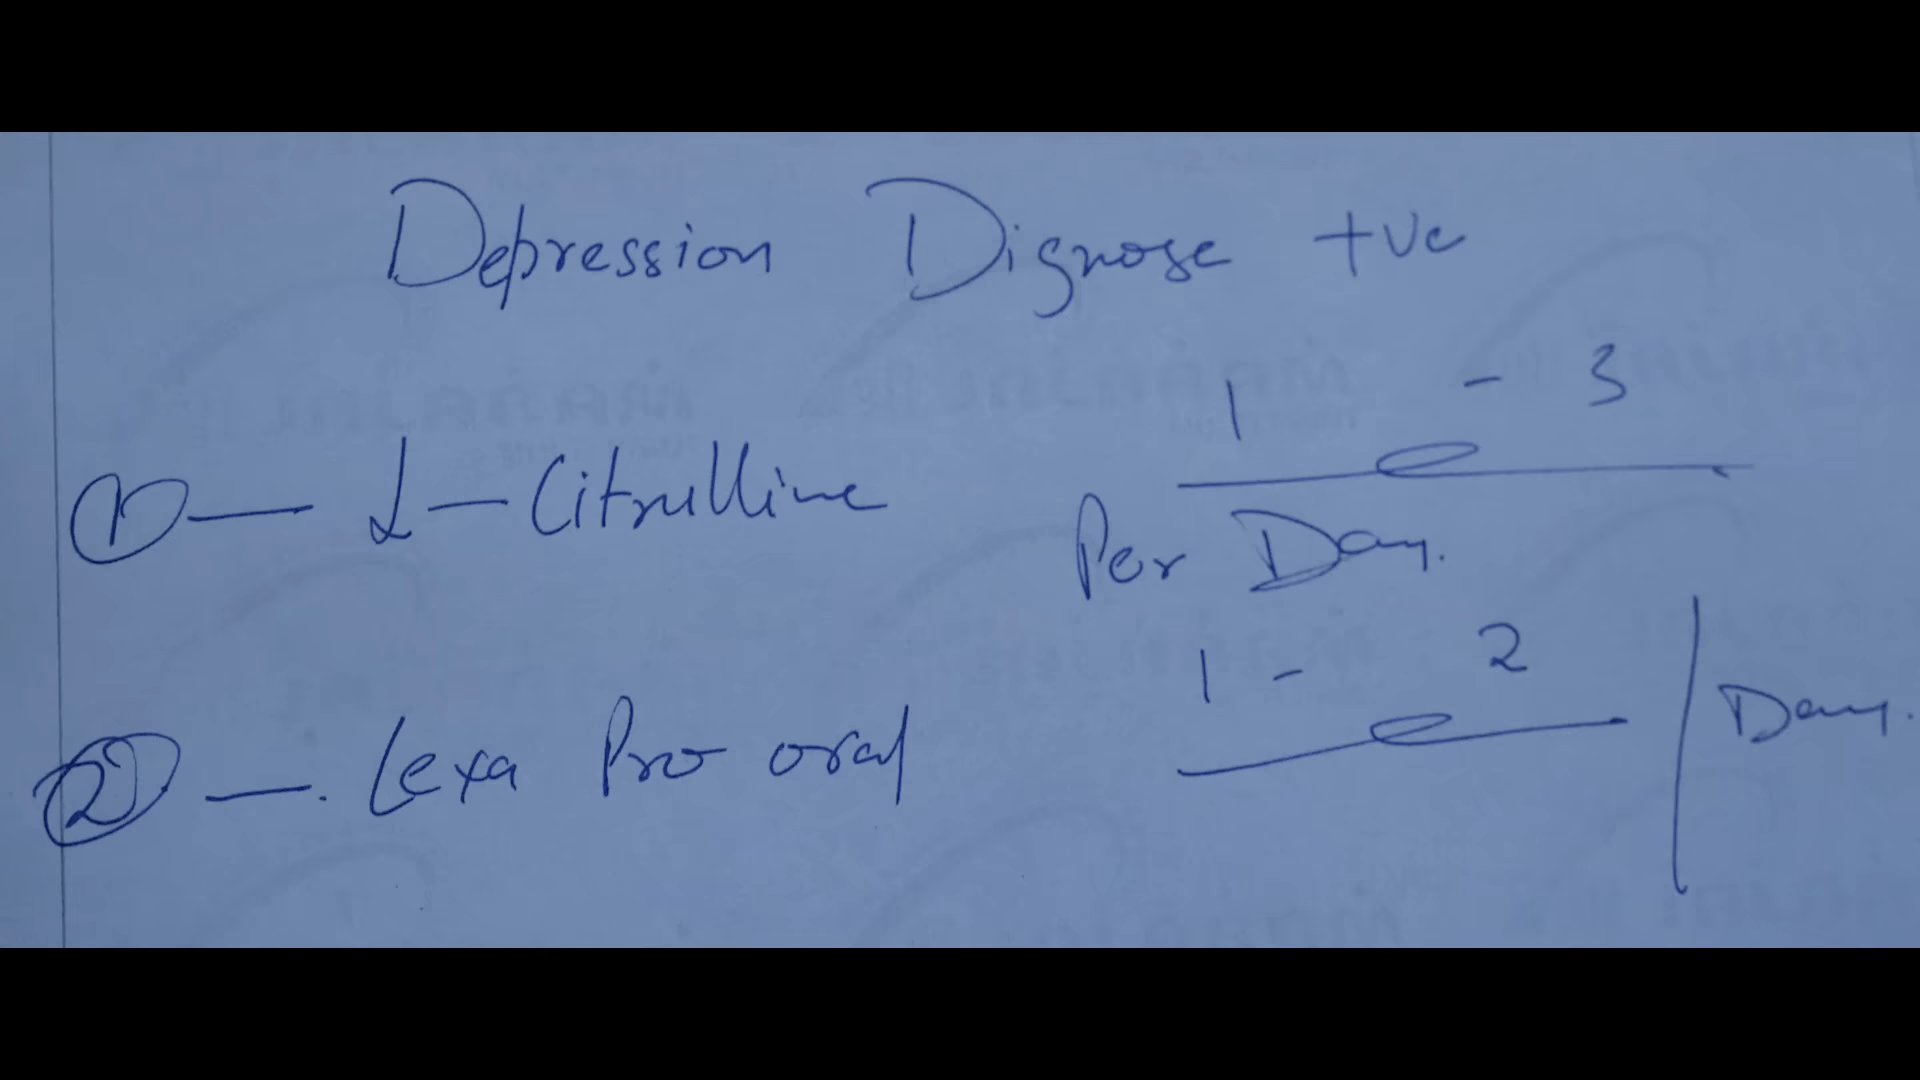 Depression Dignose +ve
1 - 3
① — L - Citrulline
Per Day.
1 - 2
② —. Lexa Pro oral | Day.